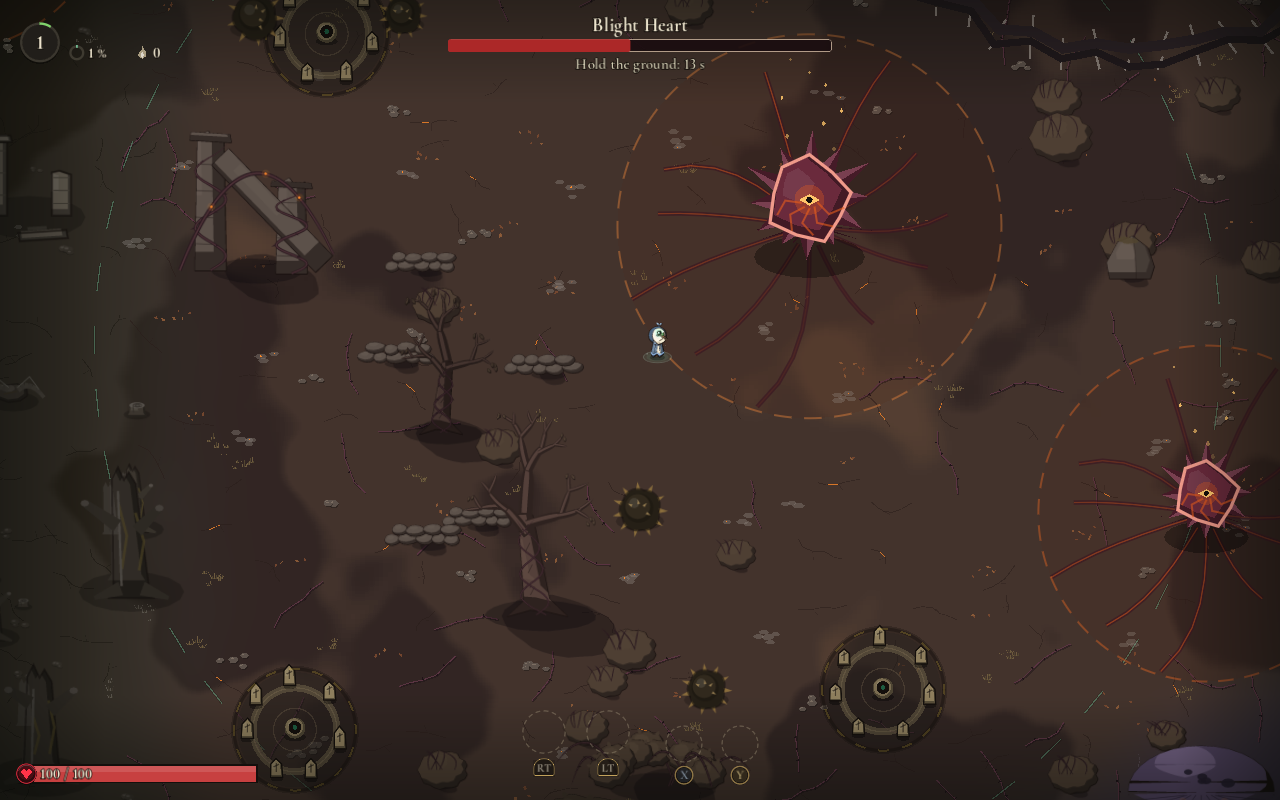 Blight Heart
1
1 %
0
Hold the ground: 13 s
RT
LT
X
Y
100 / 100